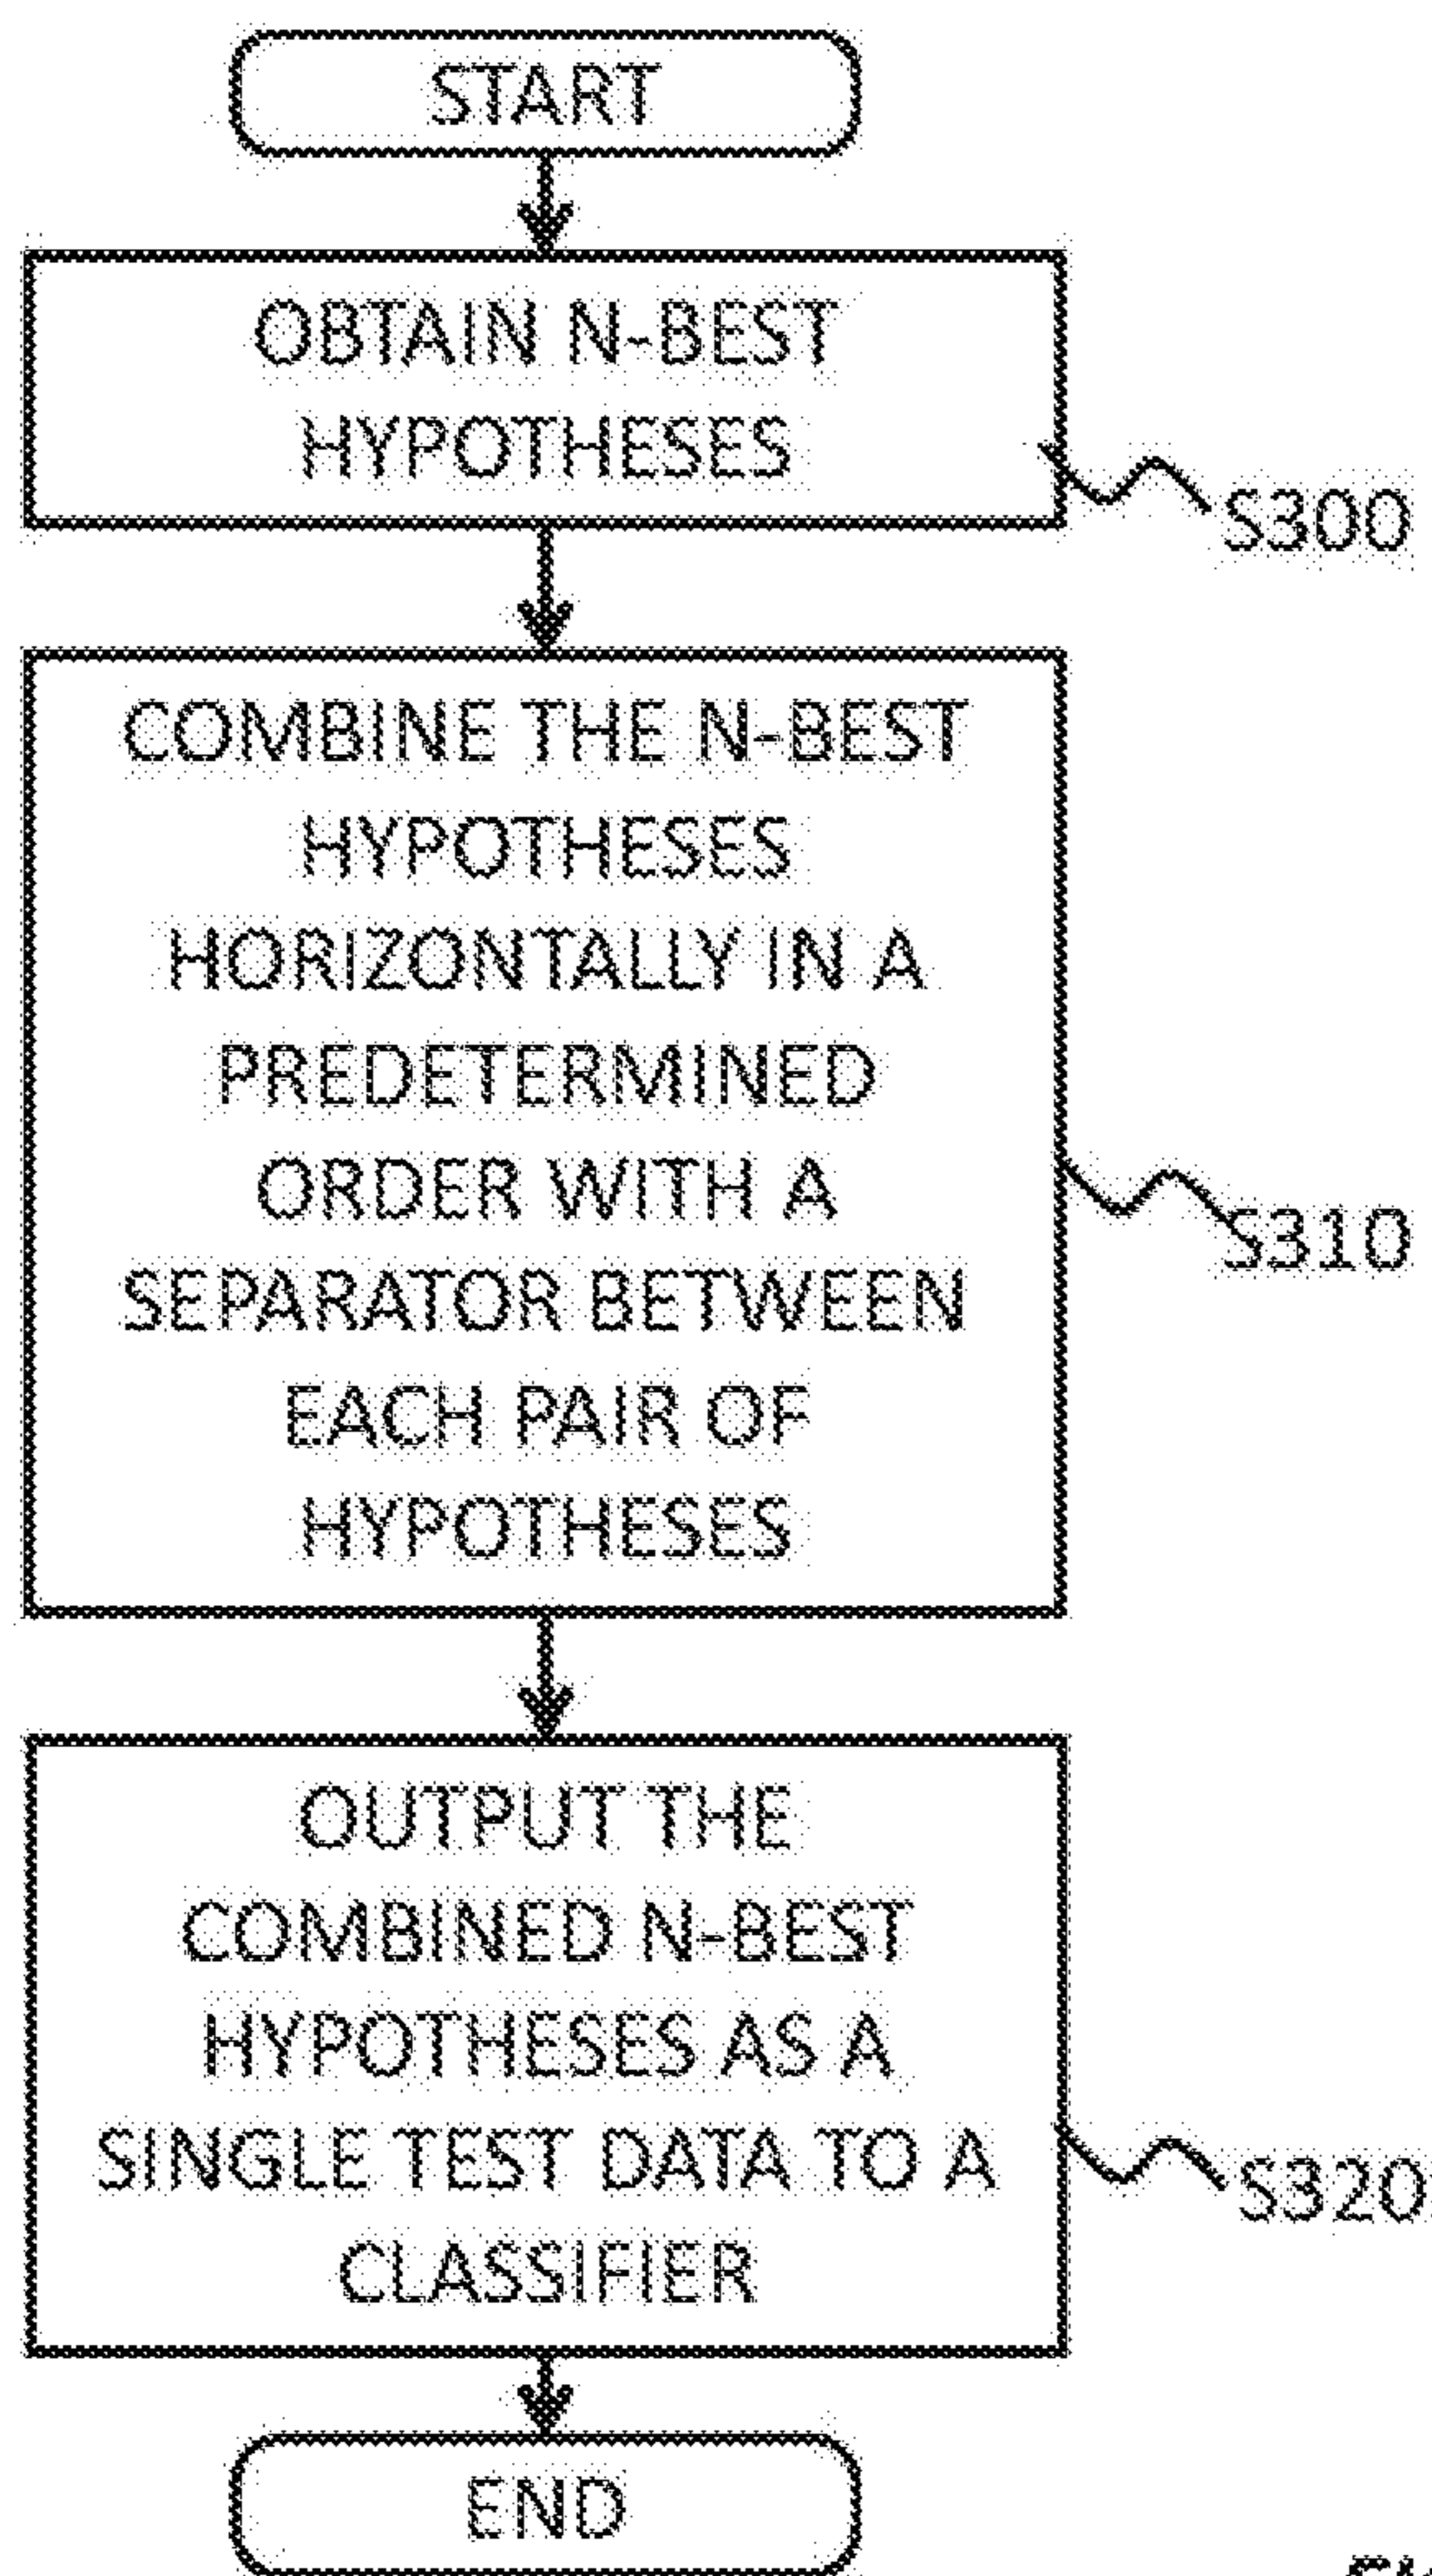 START
OBTAIN N-BEST
HYPOTHESES
S300
COMBINE THE N-BEST
HYPOTHESES
HORIZONTALLY IN A
PREDETERMINED
ORDER WITH A
SEPARATOR BETWEEN
EACH PAIR OF
HYPOTHESES
S310
OUTPUT THE
COMBINED N-BEST
HYPOTHESES AS A
SINGLE TEST DATA TO A
CLASSIFIER
S320
END